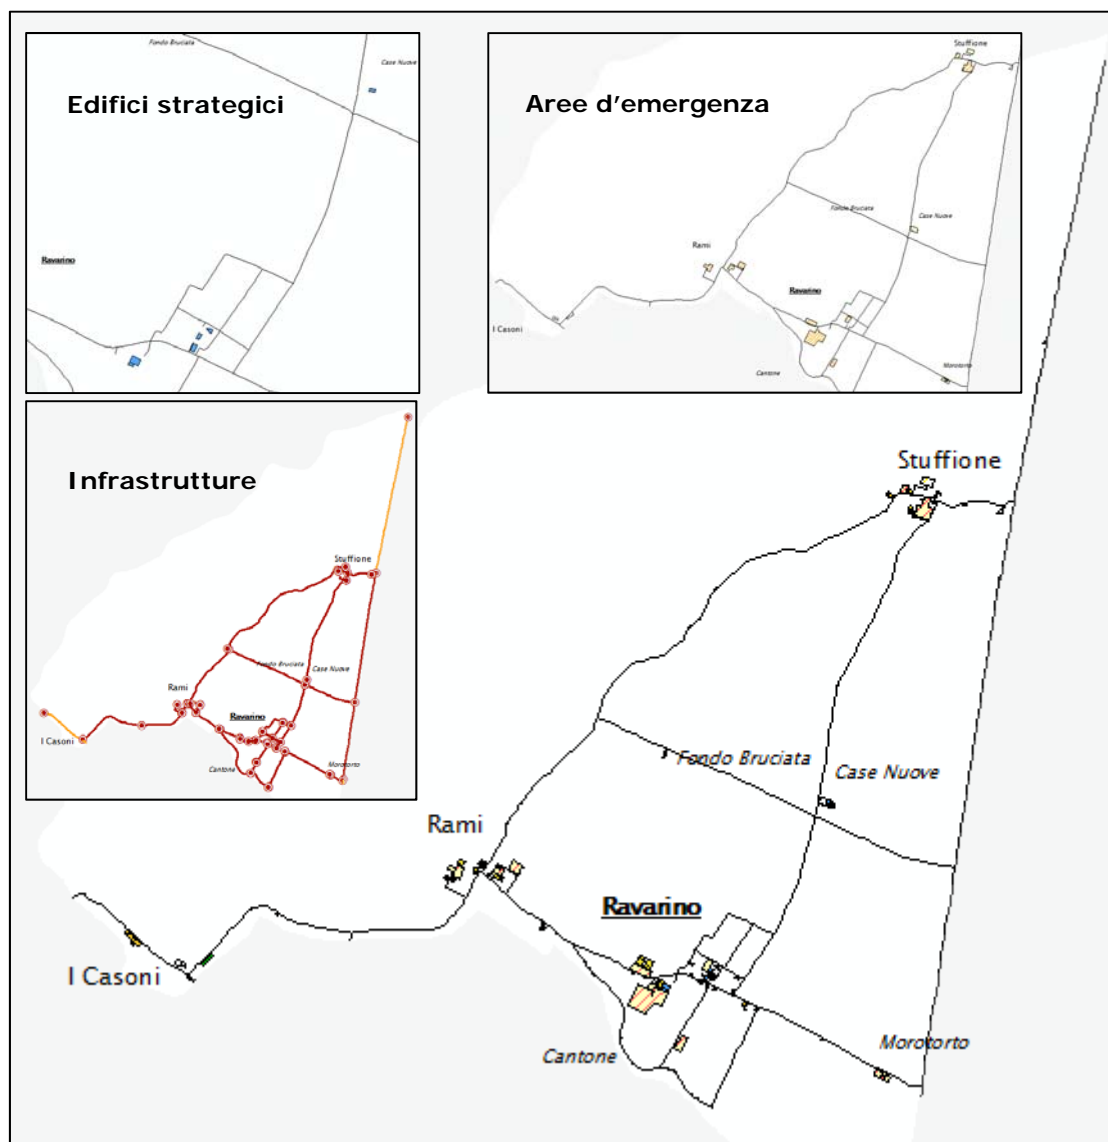 Fondo Bruciata
Case Nuove
Edifici strategici
Ravarino
Stuffione
Aree d’emergenza
Fondo Bruciata
Case Nuove
Rami
Ravarino
I Casoni
Cantone
Morotorto
Infrastrutture
Stuffione
Fondo Bruciata
Case Nuove
Rami
Ravarino
I Casoni
Cantone
Morotorto
Stuffione
Fondo Bruciata
Case Nuove
Rami
Ravarino
I Casoni
Cantone
Morotorto